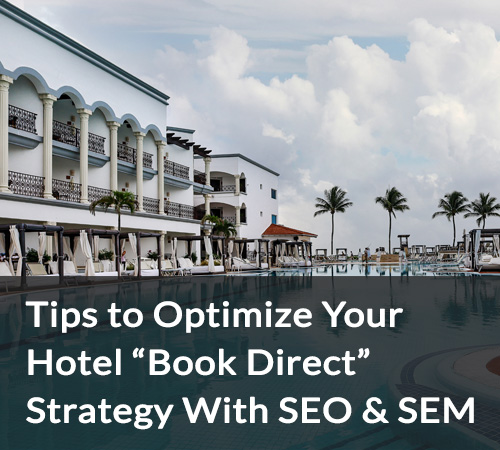 Tips to Optimize Your
Hotel “Book Direct”
Strategy With SEO & SEM